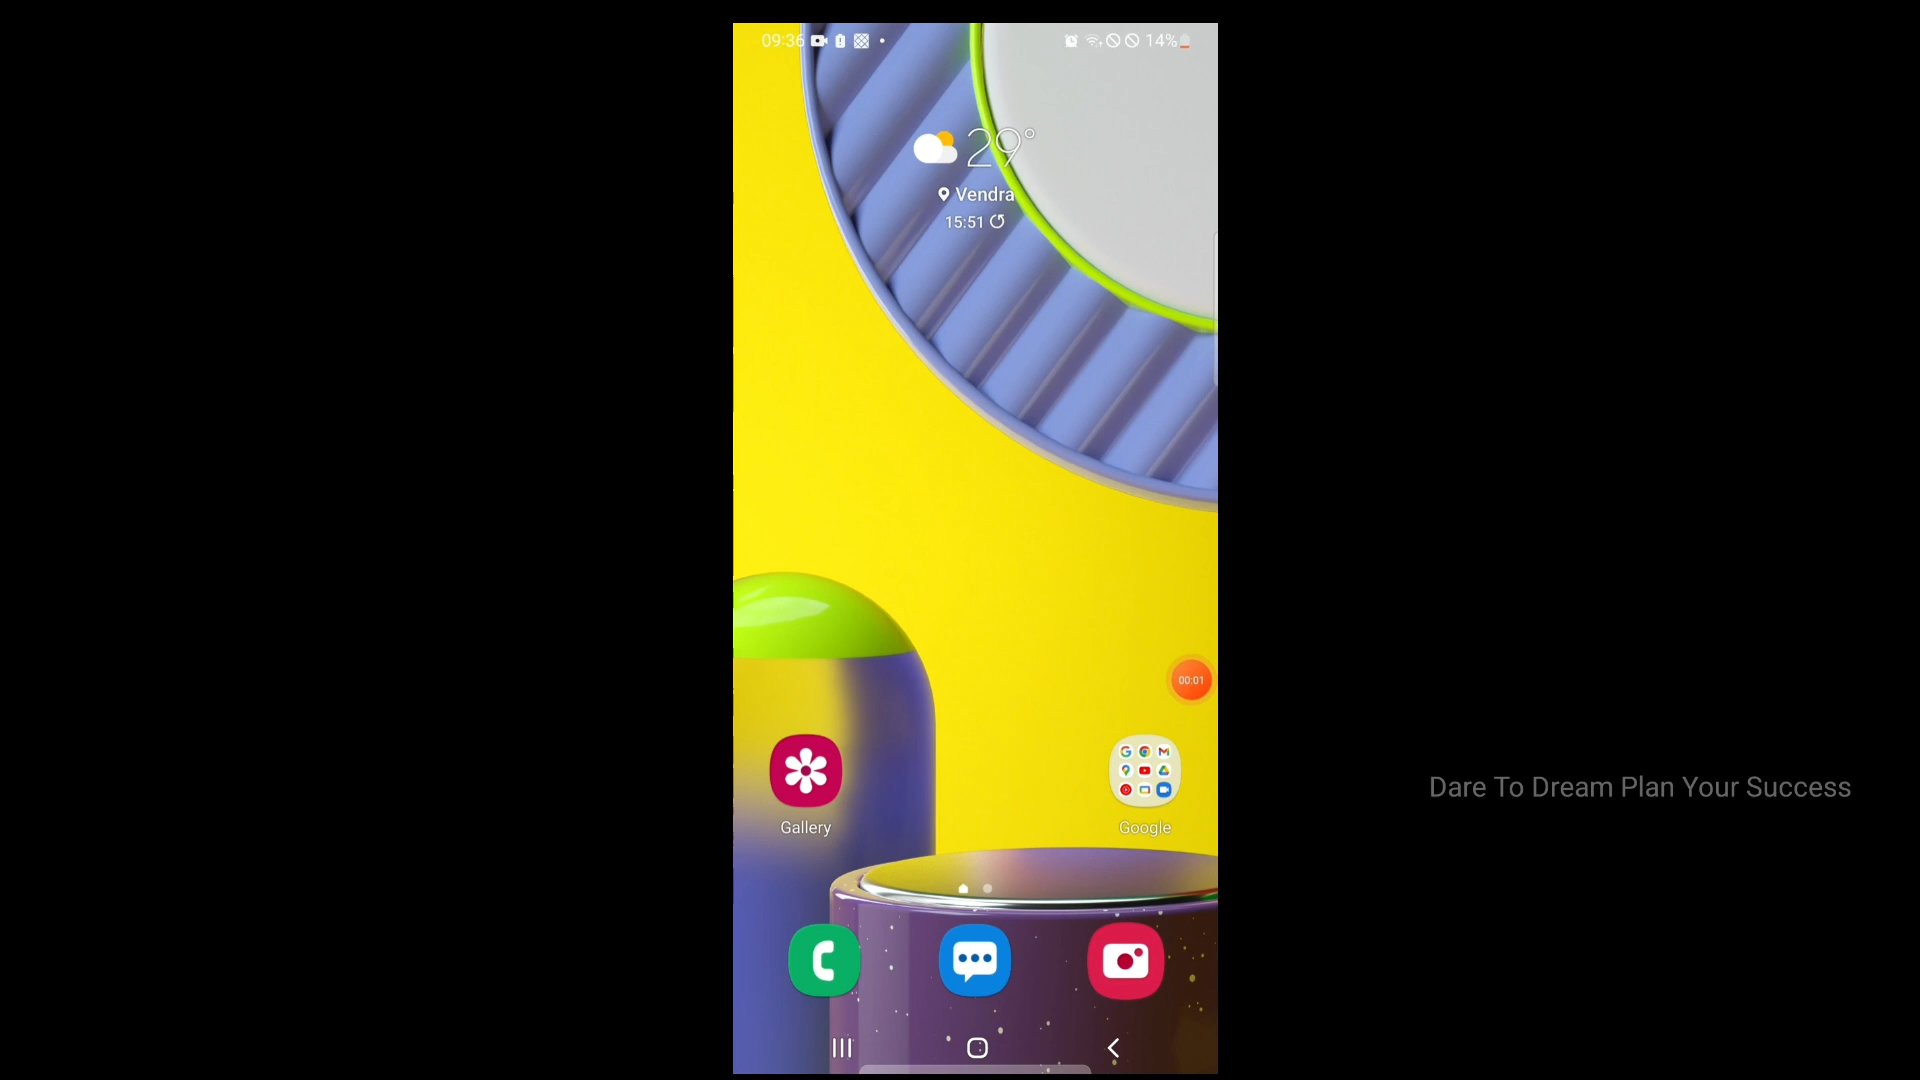 09:36
14%
29°
Vendra
15:51
00:01
Gallery
Google
Dare To Dream Plan Your Success